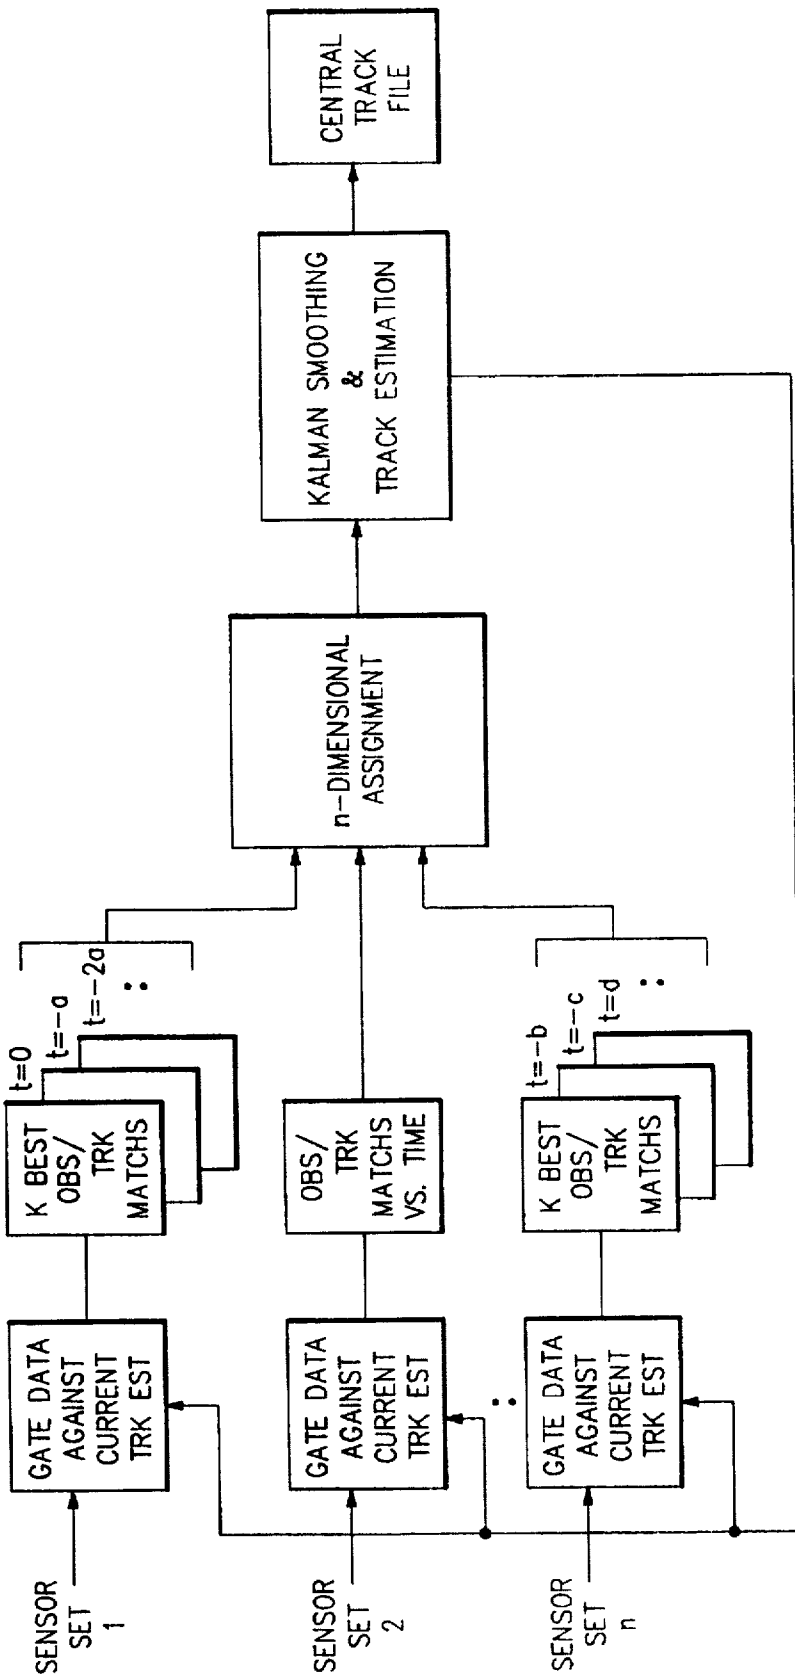 SENSOR
SET
1
GATE DATA
AGAINST
CURRENT
TRK EST
K BEST
OBS/
TRK
MATCHS
t=0
t=-a
t=-2a
:
SENSOR
SET
2
GATE DATA
AGAINST
CURRENT
TRK EST
OBS/
TRK
MATCHS
VS. TIME
:
SENSOR
SET
n
GATE DATA
AGAINST
CURRENT
TRK EST
K BEST
OBS/
TRK
MATCHS
t=-b
t=-c
t=d
:
n-DIMENSIONAL
ASSIGNMENT
KALMAN SMOOTHING
&
TRACK ESTIMATION
CENTRAL
TRACK
FILE